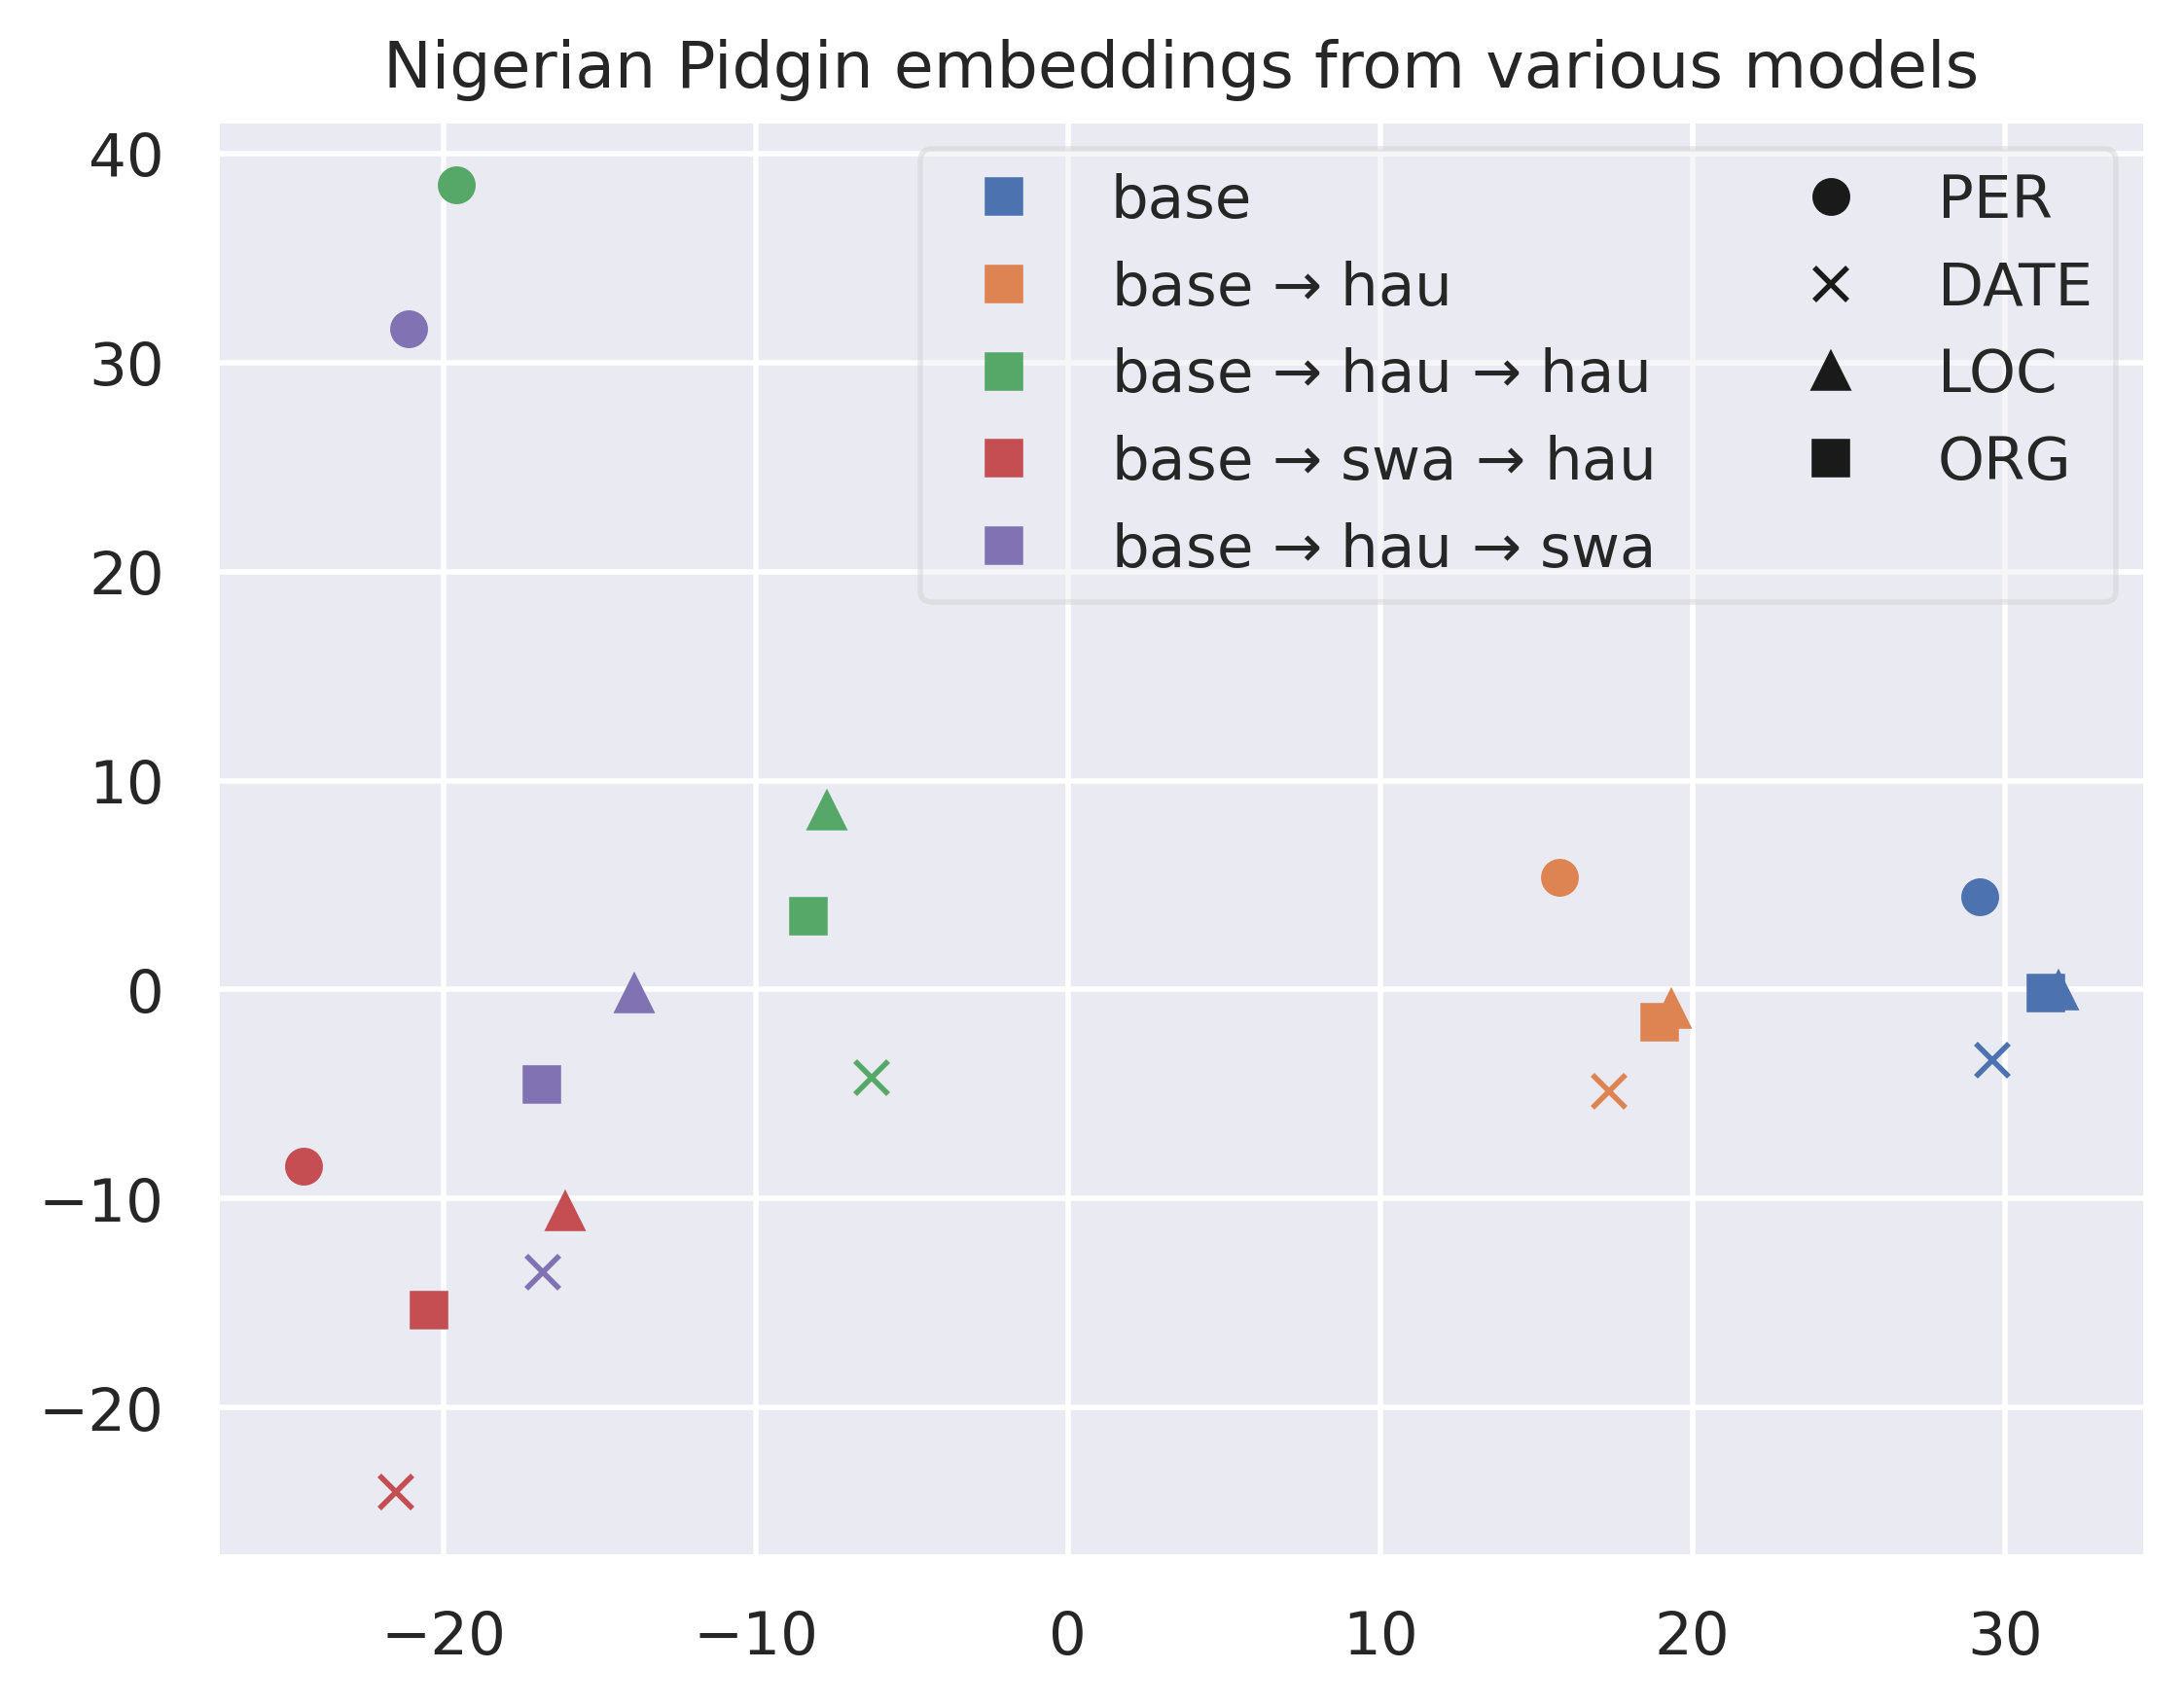 Nigerian Pidgin embeddings from various models
40
30
20
10
0
−10
−20
base
base → hau
base → hau → hau
base → swa → hau
base → hau → swa
PER
DATE
LOC
ORG
−20 −10 0 10 20 30